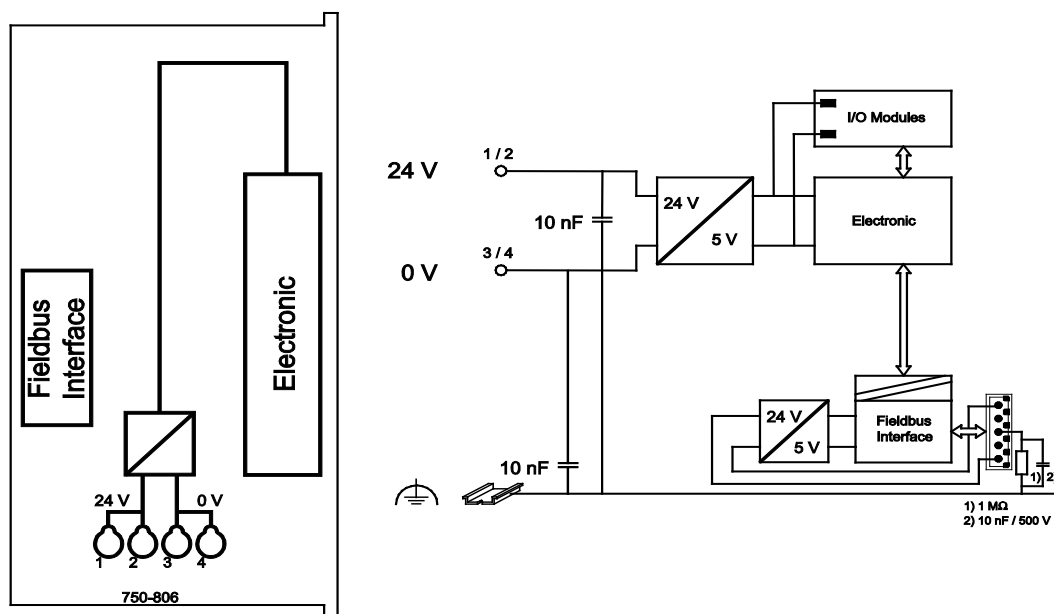 Fieldbus
Interface
Electronic
24 V
0 V
1
2
3
4
750-806
24 V
1 / 2
10 nF
0 V
3 / 4
10 nF
24 V
5 V
I/O Modules
Electronic
24 V
5 V
Fieldbus
Interface
1)
2)
1) 1 MΩ
2) 10 nF / 500 V